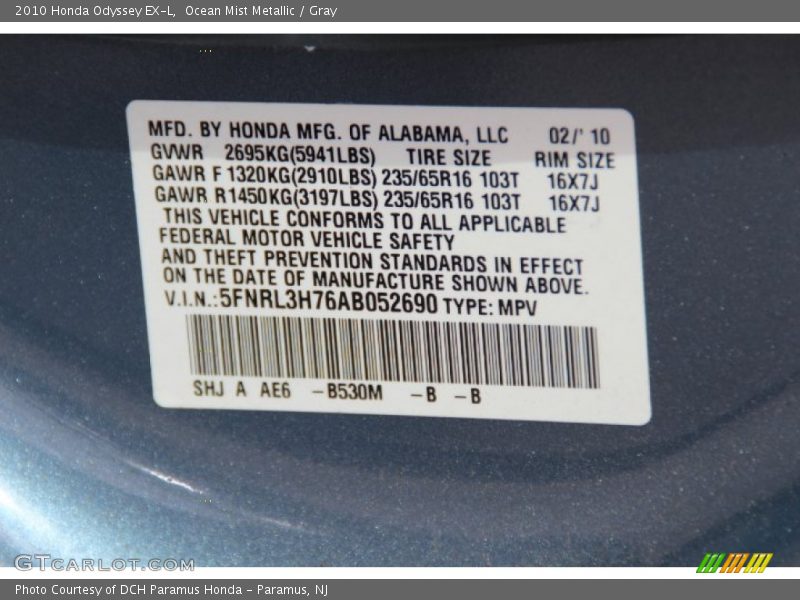 2010 Honda Odyssey EX-L, Ocean Mist Metallic / Gray
MFD. BY HONDA MFG. OF ALABAMA, LLC 02/' 10
GVWR 2695KG(5941LBS) TIRE SIZE RIM SIZE
GAWR F 1320KG(2910LBS) 235/65R16 103T 16X7J
GAWR R1450KG(3197LBS) 235/65R16 103T 16X7J
THIS VEHICLE CONFORMS TO ALL APPLICABLE
FEDERAL MOTOR VEHICLE SAFETY
AND THEFT PREVENTION STANDARDS IN EFFECT
ON THE DATE OF MANUFACTURE SHOWN ABOVE.
V.I.N.:5FNRL3H76AB052690 TYPE: MPV
SHJ A AE6 -B530M -B -B
GTCARLOT.COM
Photo Courtesy of DCH Paramus Honda - Paramus, NJ